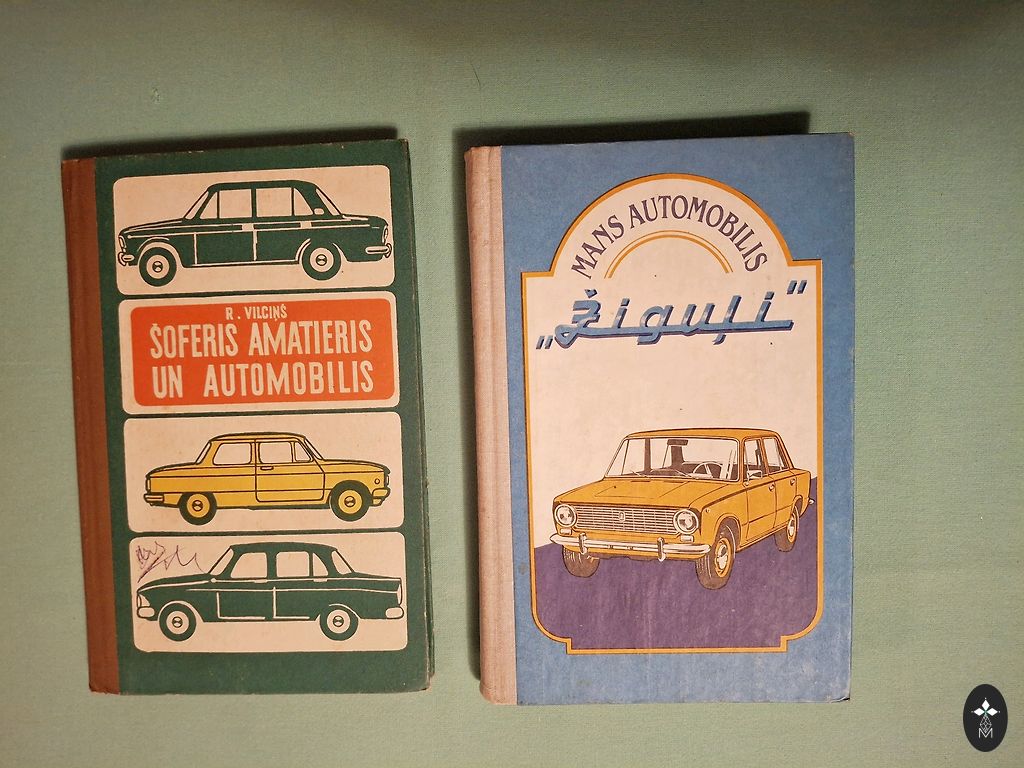 R. VILCIŅŠ
ŠOFERIS AMATIERIS
UN AUTOMOBILIS
MANS AUTOMOBILIS
„Žiguļi”
M